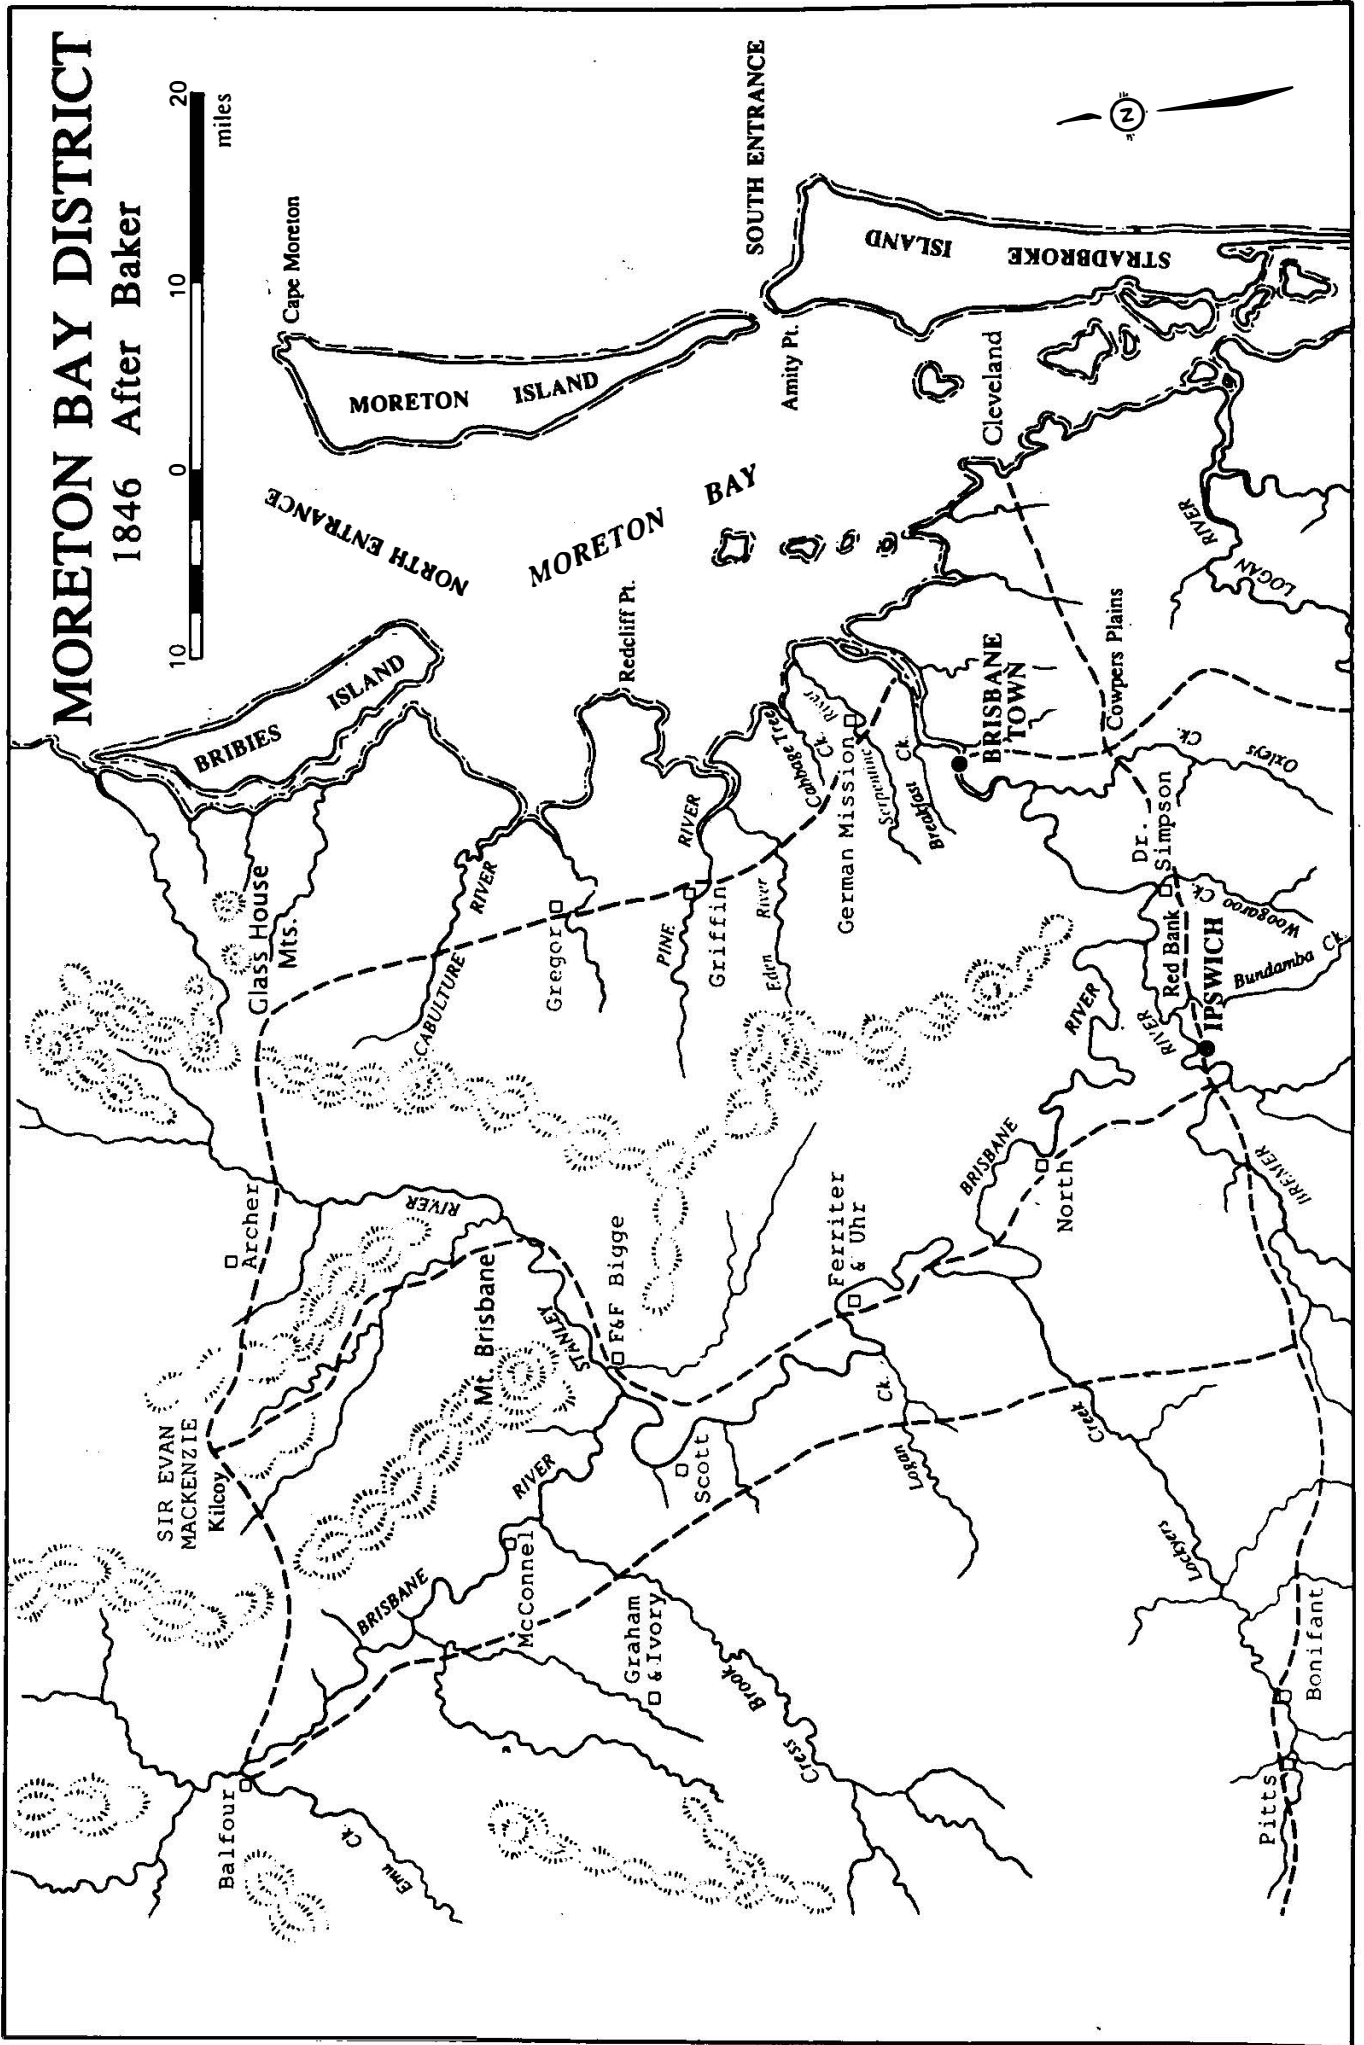 MORETON BAY DISTRICT
1846 After Baker
10 0 10 20
miles
Cape Moreton
SOUTH ENTRANCE
N
MORETON ISLAND
STRADBROKE ISLAND
Amity Pt.
Cleveland
NORTH ENTRANCE
MORETON BAY
BRIBIES ISLAND
Redcliff Pt.
RIVER
LOGAN
Cowpers Plains
BRISBANE
TOWN
Cabbage Tree
Ck.
River
German Mission
Serpentine
Breakfast Ck.
Oxleys Ck.
Dr.
Simpson
Glass House
Mts.
CABULTURE RIVER
Gregor
PINE RIVER
Griffin
Eden River
Red Bank
Woogaroo Ck.
Bundamba Ck.
IPSWICH
RIVER
BREMER
BRISBANE RIVER
North
Archer
RIVER
STANLEY
Mt. Brisbane
F&F Bigge
Ferriter
& Uhr
SIR EVAN
MACKENZIE
Kilcoy
Scott
Logan Ck.
Lockyers Creek
BRISBANE RIVER
McConnel
Graham
& Ivory
Cress Brook
Bonifant
Pitts
Balfour
Emu Ck.